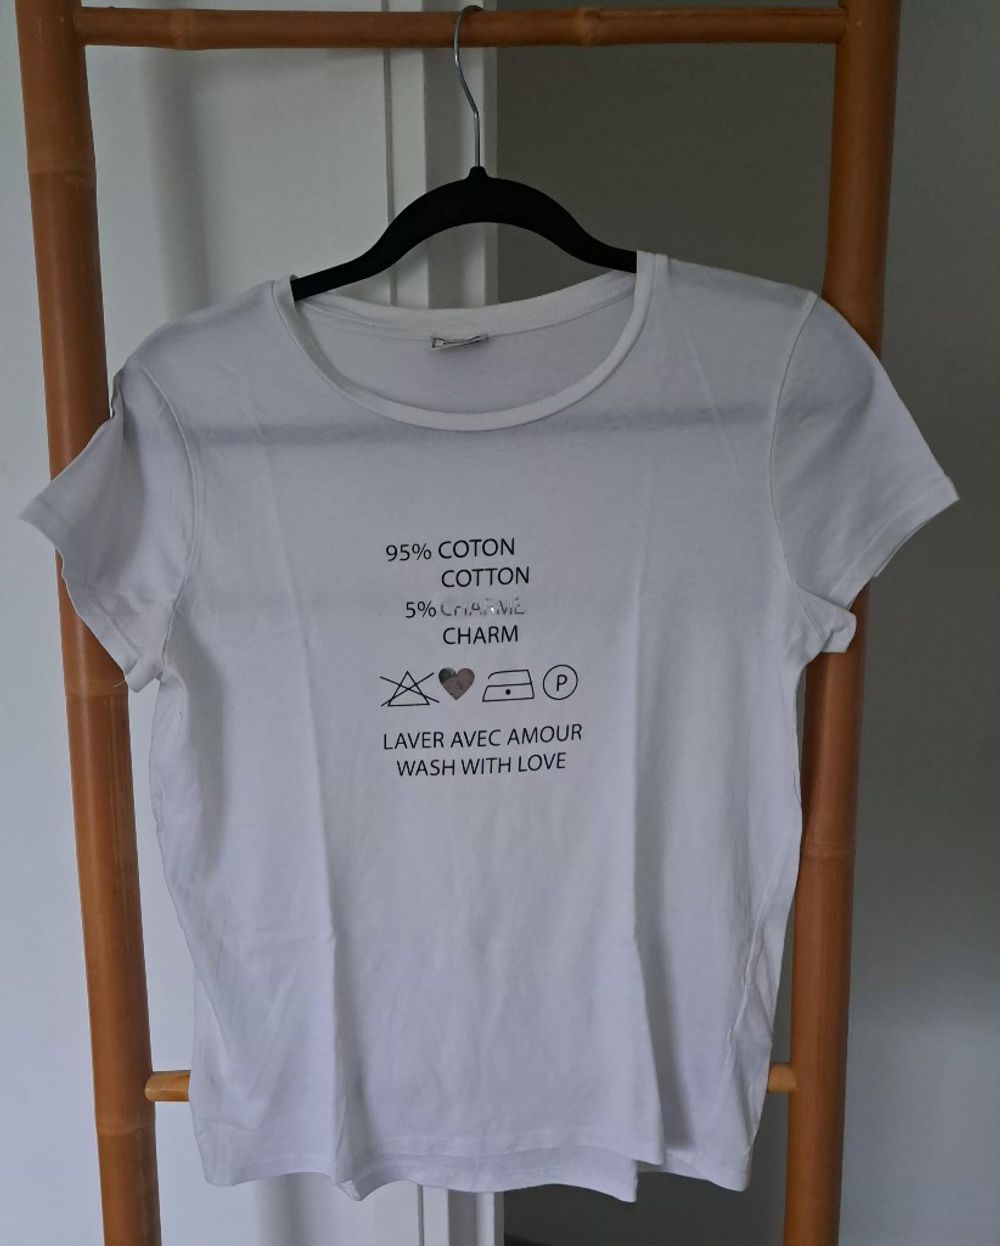 95% COTON
COTTON
5% CHARME
CHARM
P
LAVER AVEC AMOUR
WASH WITH LOVE